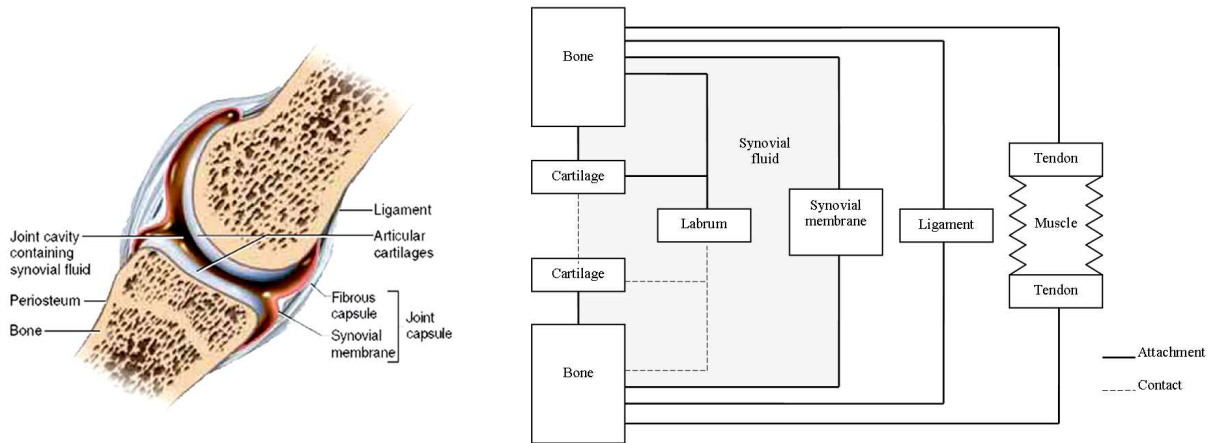 Ligament
Joint cavity
containing
synovial fluid
Articular
cartilages
Periosteum
Bone
Fibrous
capsule
Synovial
membrane
Joint
capsule
Bone
Cartilage
Synovial
fluid
Labrum
Synovial
membrane
Ligament
Tendon
Muscle
Tendon
Cartilage
Bone
Attachment
Contact